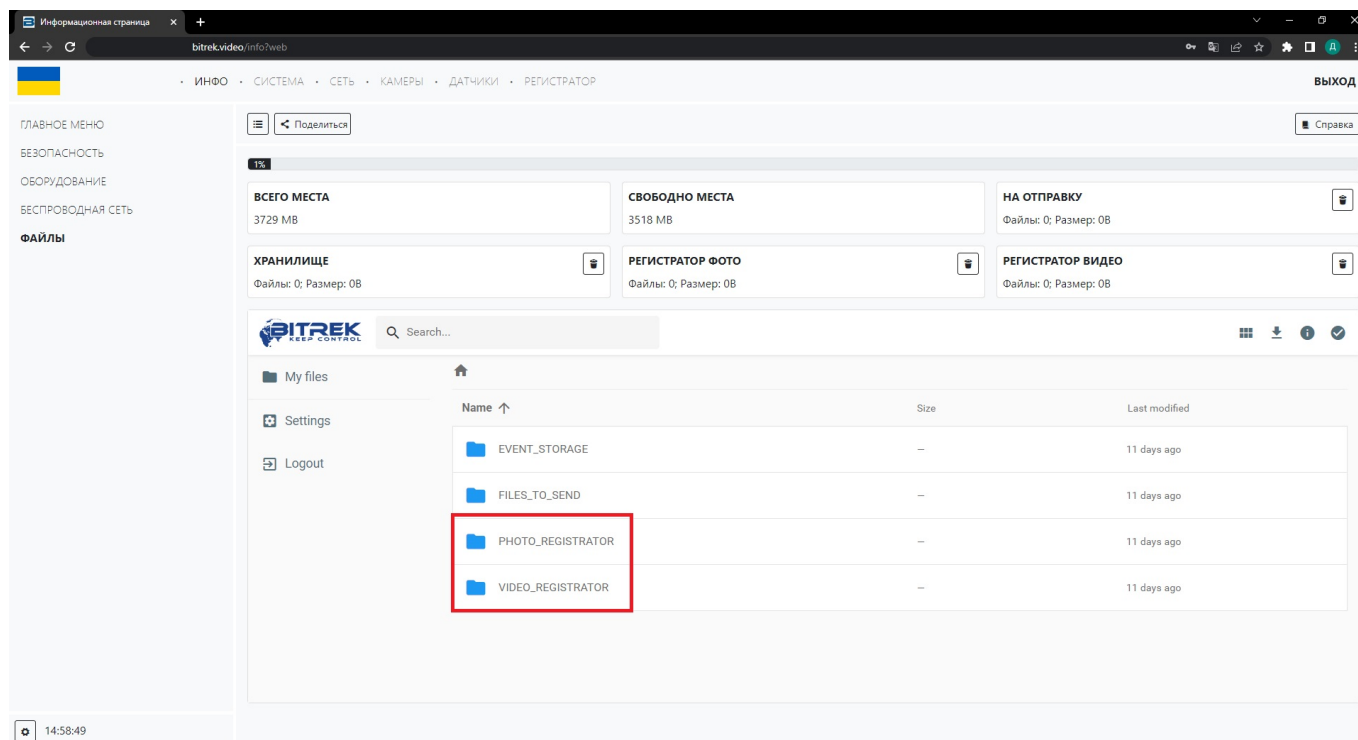 Информационная страница
bitrek.video/info?web
Д
· ИНФО · СИСТЕМА · СЕТЬ · КАМЕРЫ · ДАТЧИКИ · РЕГИСТРАТОР
ВЫХОД
ГЛАВНОЕ МЕНЮ
БЕЗОПАСНОСТЬ
ОБОРУДОВАНИЕ
БЕСПРОВОДНАЯ СЕТЬ
ФАЙЛЫ
Поделиться
Справка
1%
ВСЕГО МЕСТА
3729 MB
СВОБОДНО МЕСТА
3518 MB
НА ОТПРАВКУ
Файлы: 0; Размер: 0B
ХРАНИЛИЩЕ
Файлы: 0; Размер: 0B
РЕГИСТРАТОР ФОТО
Файлы: 0; Размер: 0B
РЕГИСТРАТОР ВИДЕО
Файлы: 0; Размер: 0B
BITREK
KEEP CONTROL
Search...
My files
Settings
Logout
Name Size Last modified
EVENT_STORAGE – 11 days ago
FILES_TO_SEND – 11 days ago
PHOTO_REGISTRATOR – 11 days ago
VIDEO_REGISTRATOR – 11 days ago
14:58:49